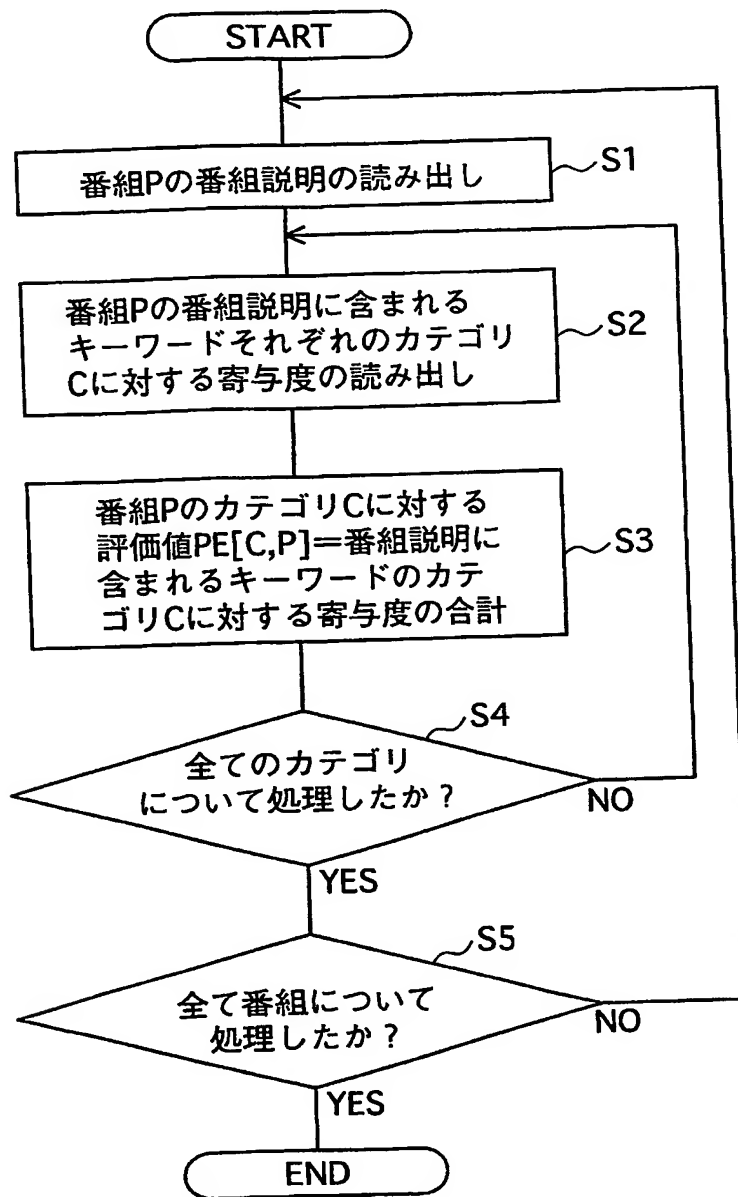 START
番組Pの番組説明の読み出し
S1
番組Pの番組説明に含まれる
キーワードそれぞれのカテゴリ
Cに対する寄与度の読み出し
S2
番組PのカテゴリCに対する
評価値PE[C,P]=番組説明に
含まれるキーワードのカテ
ゴリCに対する寄与度の合計
S3
S4
全てのカテゴリ
について処理したか?
NO
YES
S5
全て番組について
処理したか?
NO
YES
END